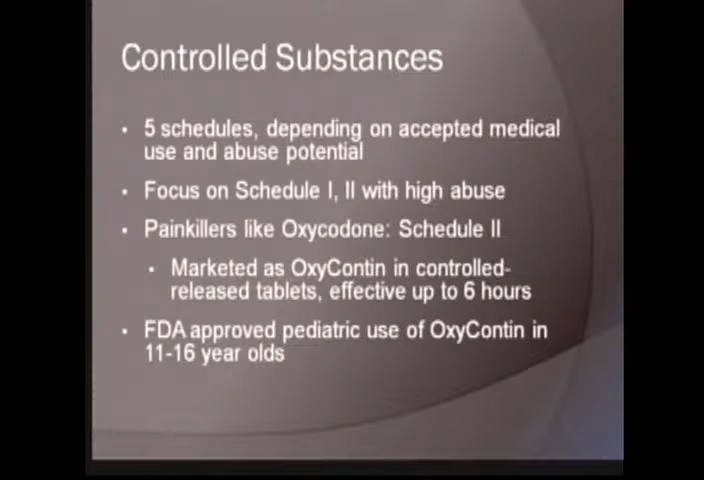 Controlled Substances
• 5 schedules, depending on accepted medical
use and abuse potential
• Focus on Schedule I, II with high abuse
• Painkillers like Oxycodone: Schedule II
• Marketed as OxyContin in controlled-
released tablets, effective up to 6 hours
• FDA approved pediatric use of OxyContin in
11-16 year olds